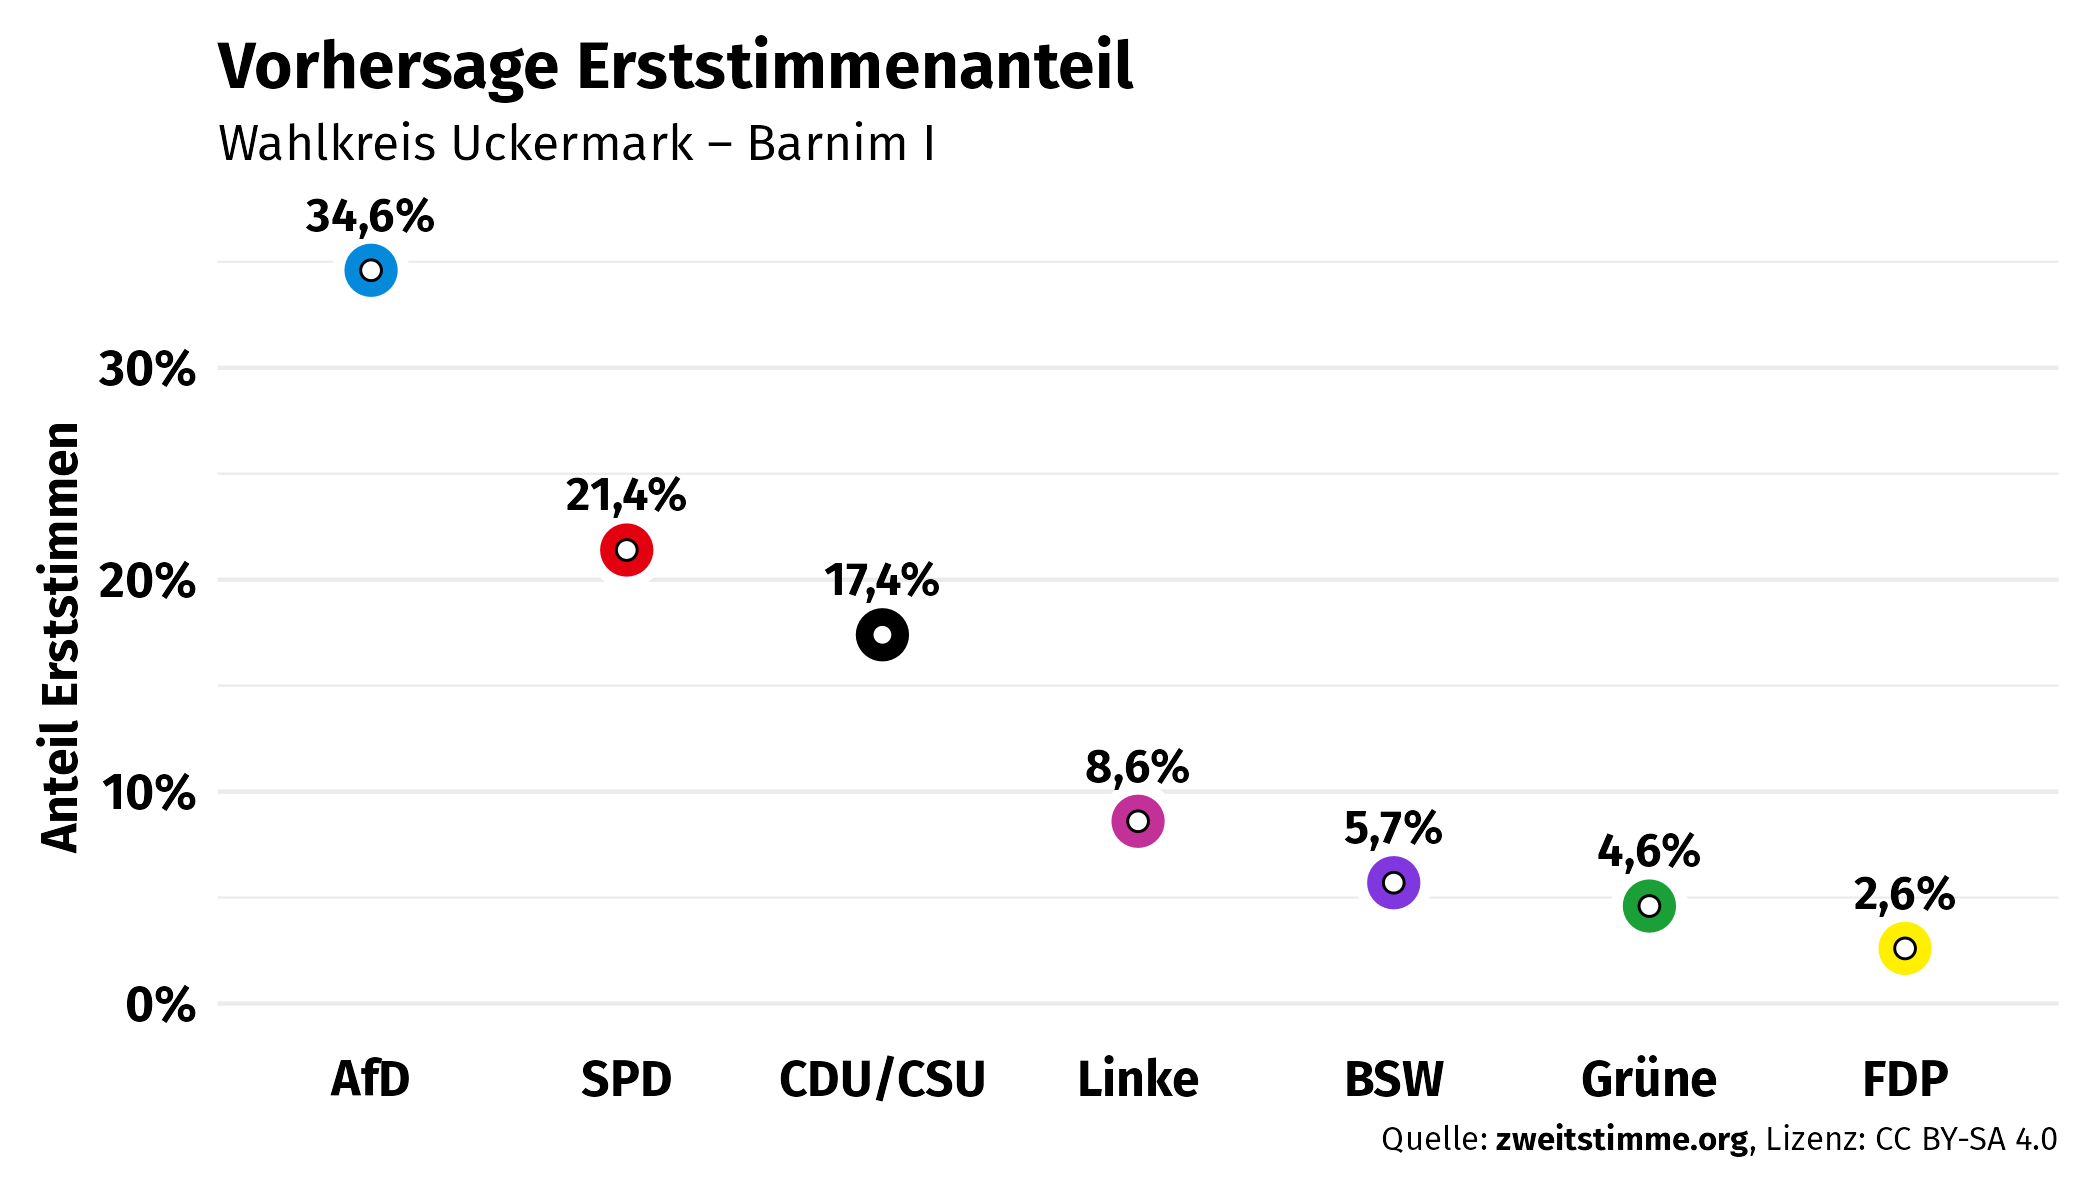 Vorhersage Erststimmenanteil
Wahlkreis Uckermark – Barnim I
34,6%
30%
21,4%
20%
17,4%
10%
8,6%
5,7%
4,6%
2,6%
0%
Anteil Erststimmen
AfD SPD CDU/CSU Linke BSW Grüne FDP
Quelle: zweitstimme.org, Lizenz: CC BY-SA 4.0